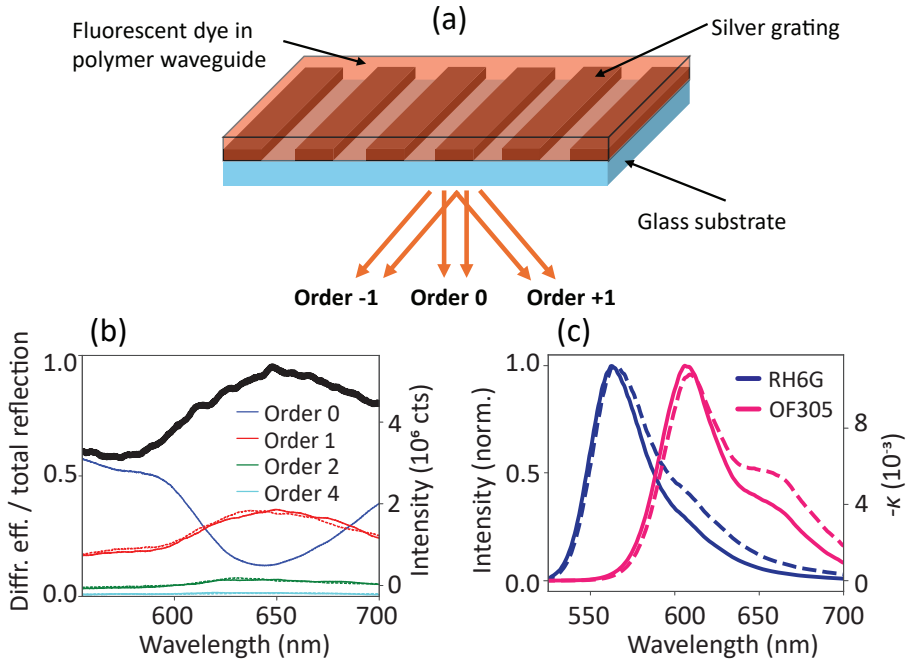 (a)
Fluorescent dye in
polymer waveguide
Silver grating
Glass substrate
Order -1
Order 0
Order +1
(b)
Diffr. eff. / total reflection
1.0
0.5
0.0
Order 0
Order 1
Order 2
Order 4
4
2
0
Intensity (10⁶ cts)
600
650
700
Wavelength (nm)
(c)
Intensity (norm.)
1.0
0.5
0.0
RH6G
OF305
8
4
0
-κ (10⁻³)
550
600
650
700
Wavelength (nm)